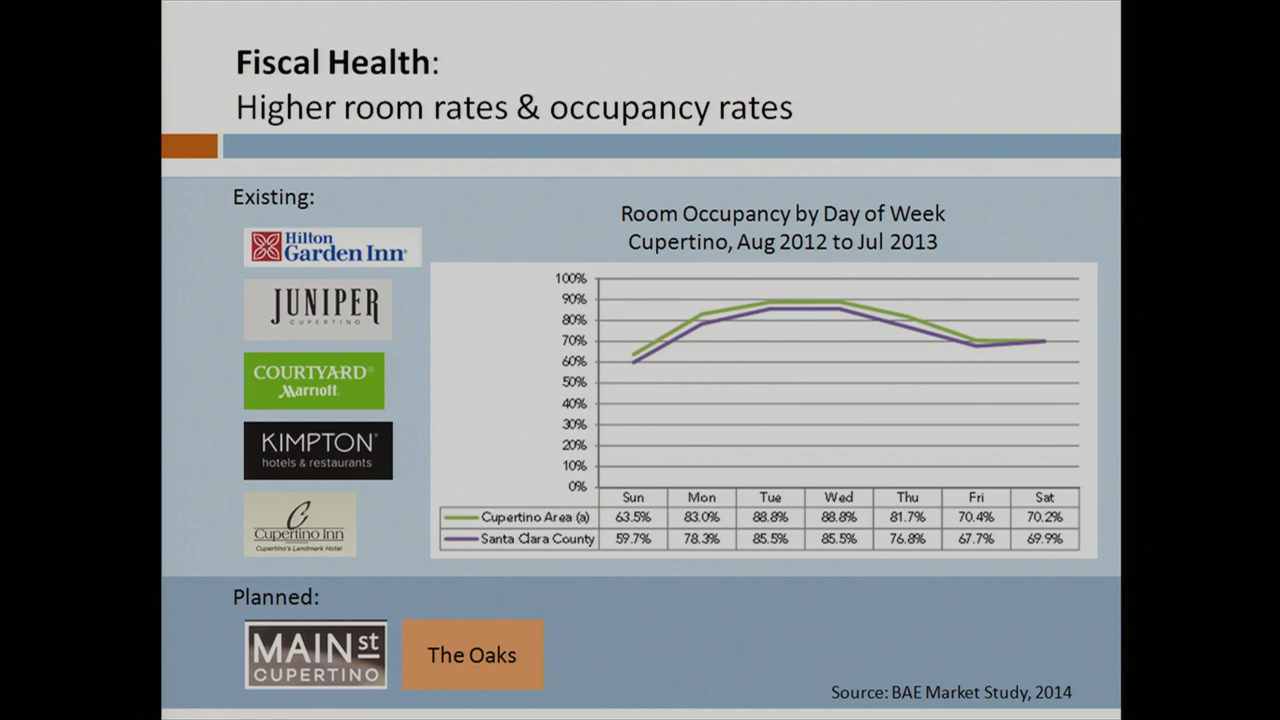 Fiscal Health:
Higher room rates & occupancy rates
Existing:
Hilton
Garden Inn®
JUNIPER
CUPERTINO
COURTYARD®
Marriott.
KIMPTON®
hotels & restaurants
Cupertino Inn
Cupertino's Landmark Hotel
Room Occupancy by Day of Week
Cupertino, Aug 2012 to Jul 2013
100%
90%
80%
70%
60%
50%
40%
30%
20%
10%
0%
Sun Mon Tue Wed Thu Fri Sat
Cupertino Area (a) 63.5% 83.0% 88.8% 88.8% 81.7% 70.4% 70.2%
Santa Clara County 59.7% 78.3% 85.5% 85.5% 76.8% 67.7% 69.9%
Planned:
MAIN st
CUPERTINO
The Oaks
Source: BAE Market Study, 2014